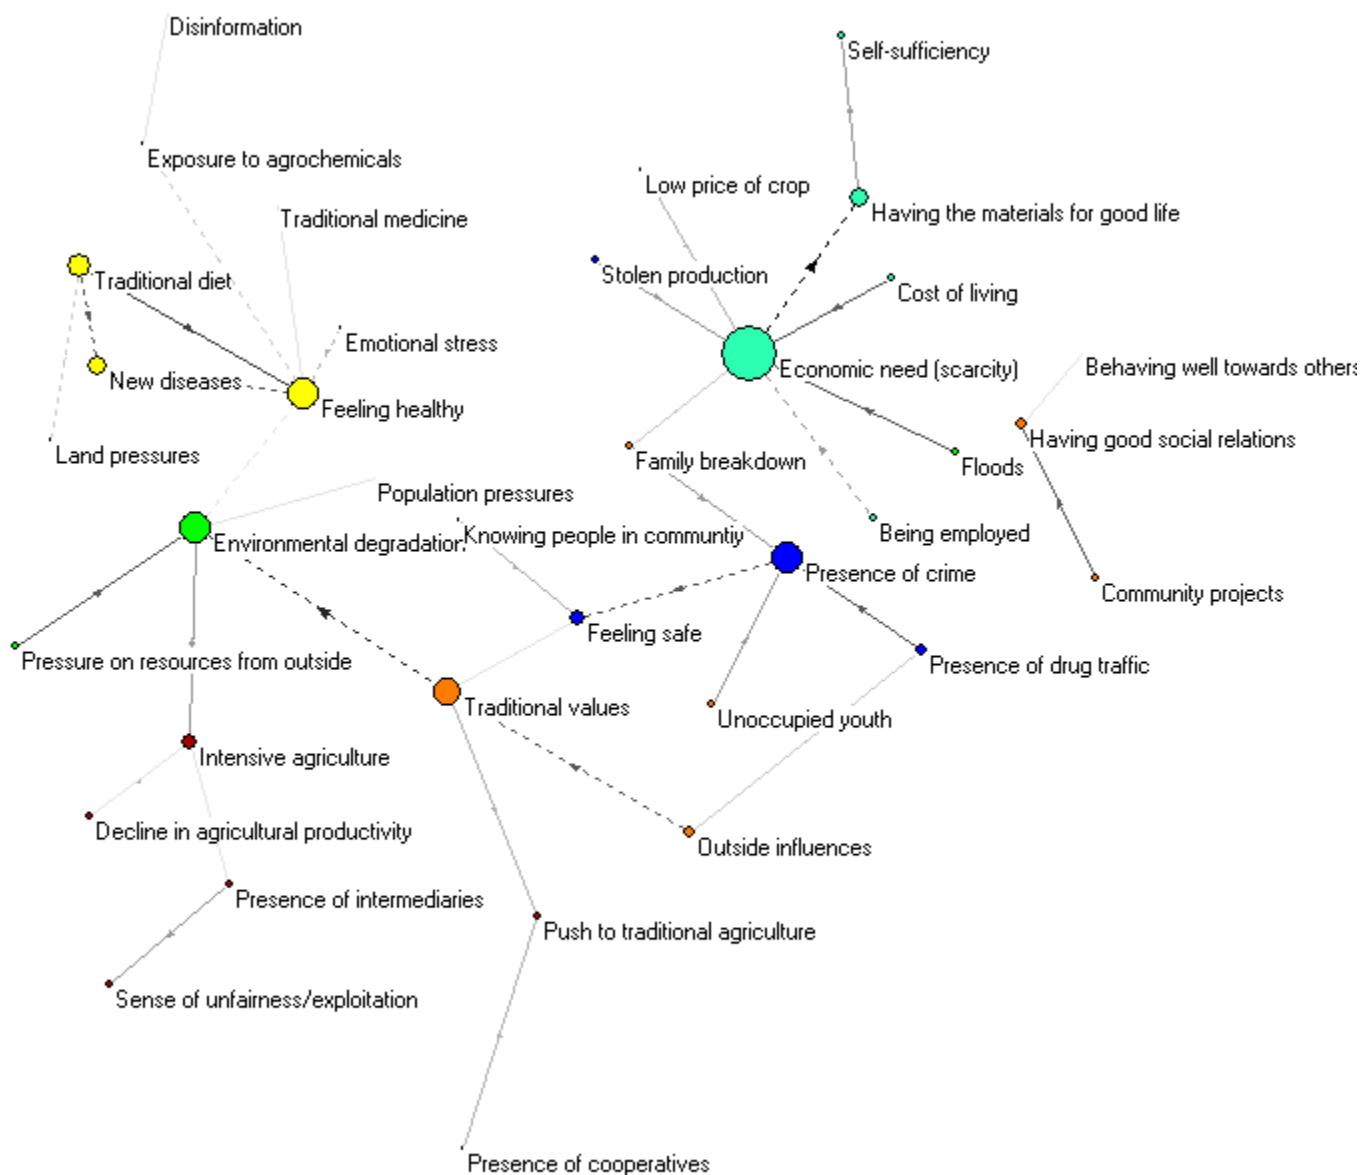 Disinformation
Self-sufficiency
Exposure to agrochemicals
Low price of crop
Traditional medicine
Having the materials for good life
Traditional diet
Stolen production
Cost of living
Emotional stress
Economic need (scarcity)
Behaving well towards others
New diseases
Feeling healthy
Land pressures
Family breakdown
Floods
Having good social relations
Population pressures
Environmental degradation
Knowing people in communtiy
Being employed
Presence of crime
Community projects
Pressure on resources from outside
Feeling safe
Presence of drug traffic
Traditional values
Unoccupied youth
Intensive agriculture
Decline in agricultural productivity
Outside influences
Presence of intermediaries
Push to traditional agriculture
Sense of unfairness/exploitation
Presence of cooperatives